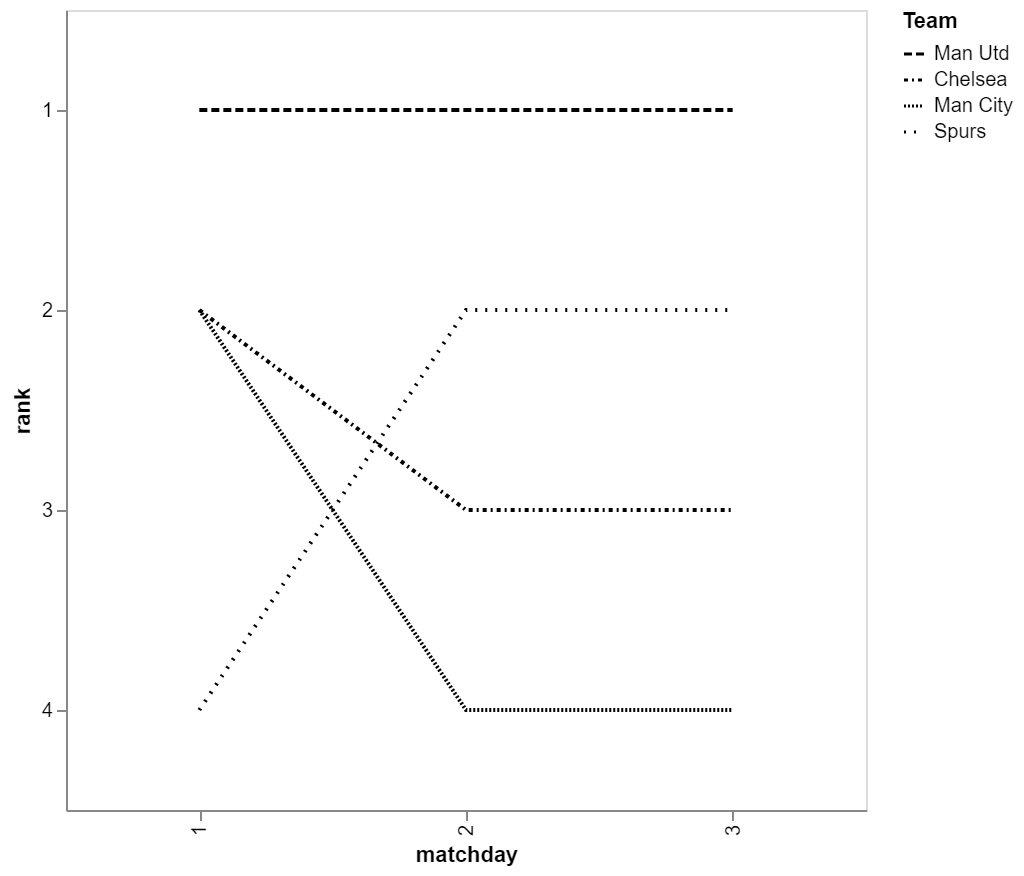 Team
Man Utd
Chelsea
Man City
Spurs
1
2
3
4
rank
1
2
3
matchday